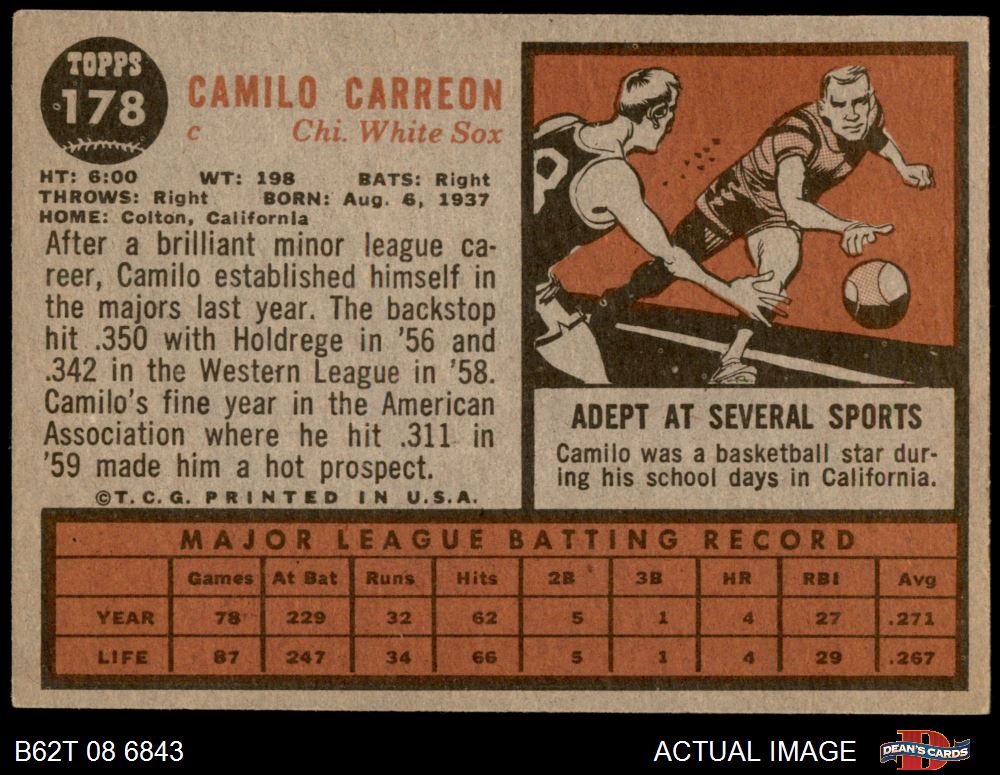 TOPPS
178
CAMILO CARREON
c Chi. White Sox
HT: 6:00 WT: 198 BATS: Right
THROWS: Right BORN: Aug. 6, 1937
HOME: Colton, California
After a brilliant minor league ca-
reer, Camilo established himself in
the majors last year. The backstop
hit .350 with Holdrege in '56 and
.342 in the Western League in '58.
Camilo's fine year in the American
Association where he hit .311 in
'59 made him a hot prospect.
©T.C.G. PRINTED IN U.S.A.
ADEPT AT SEVERAL SPORTS
Camilo was a basketball star dur-
ing his school days in California.
MAJOR LEAGUE BATTING RECORD
Games At Bat Runs Hits 2B 3B HR RBI Avg
YEAR 78 229 32 62 5 1 4 27 .271
LIFE 87 247 34 66 5 1 4 29 .267
B62T 08 6843
ACTUAL IMAGE
D
DEAN'S CARDS